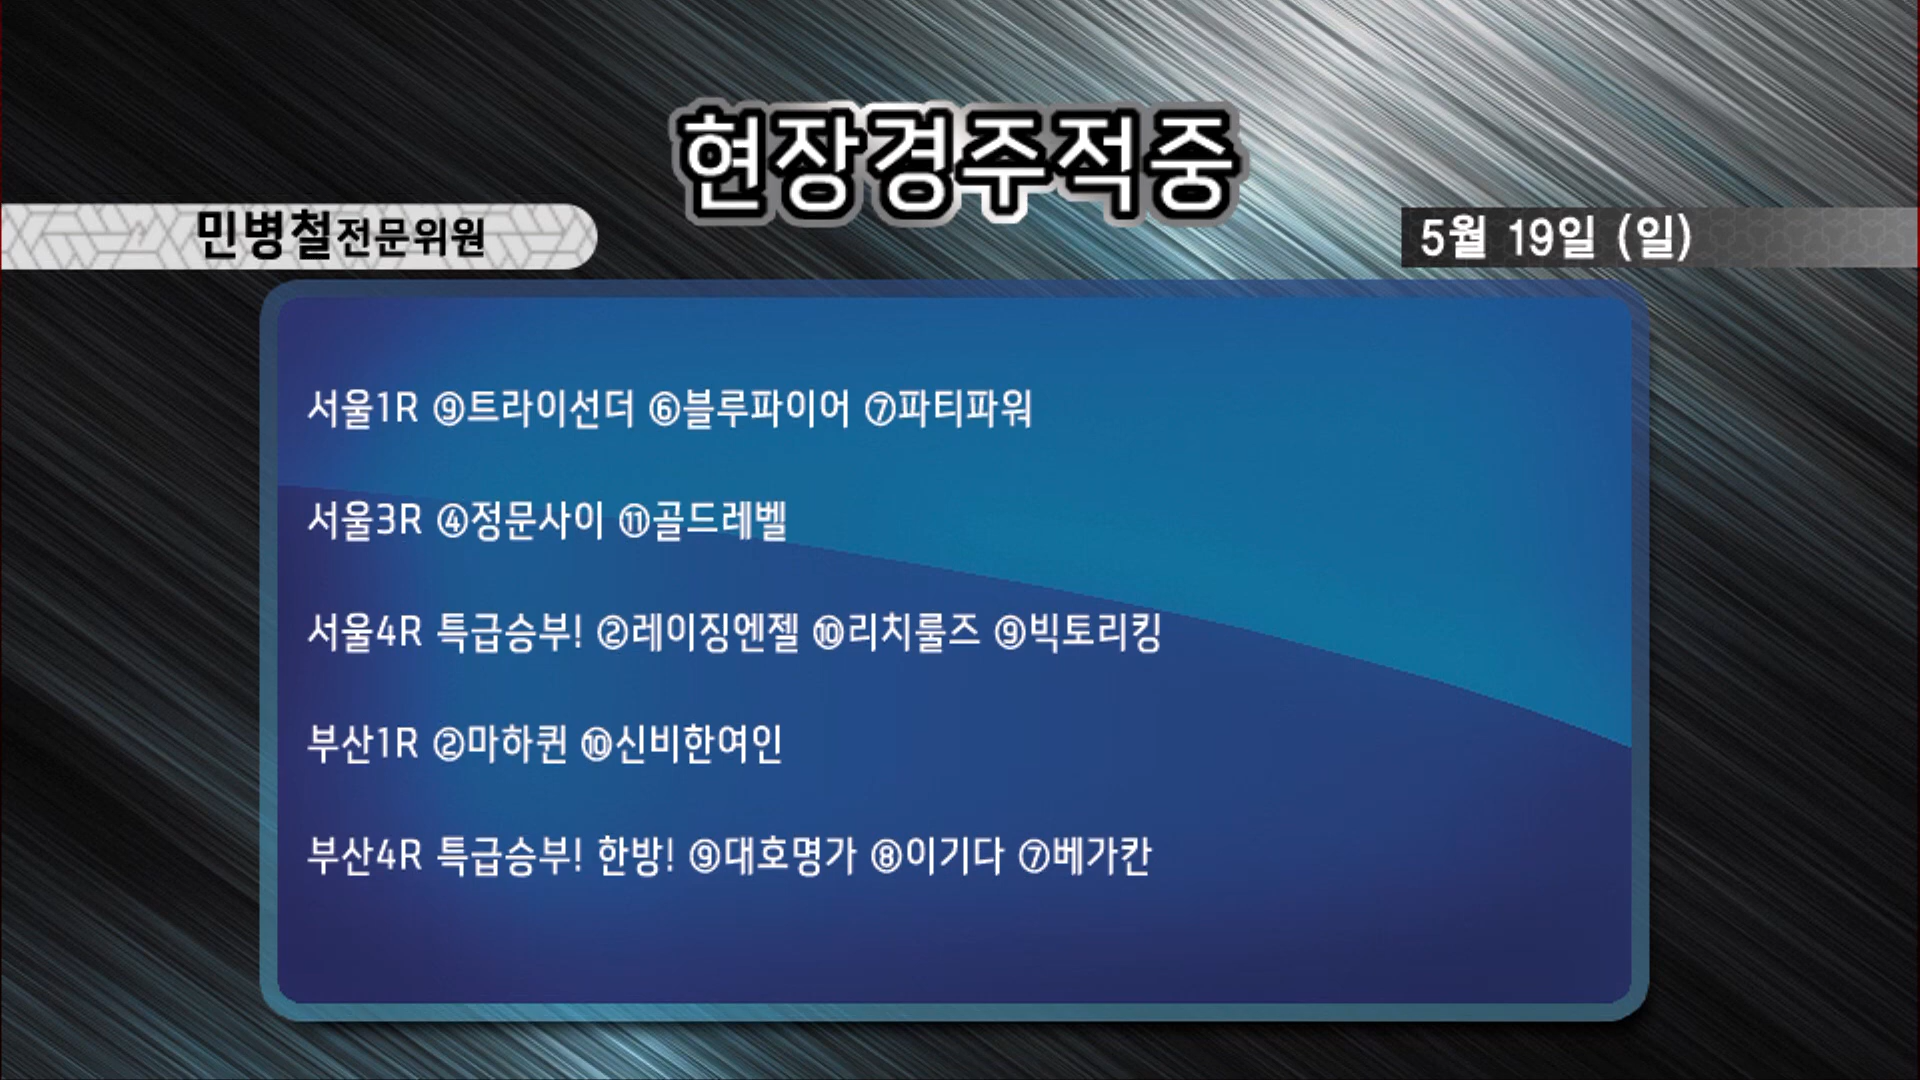 현장경주적중
민병철전문위원
5월 19일 (일)
서울1R ⑨트라이선더 ⑥블루파이어 ⑦파티파워
서울3R ④정문사이 ⑪골드레벨
서울4R 특급승부! ②레이징엔젤 ⑩리치룰즈 ⑨빅토리킹
부산1R ②마하퀸 ⑩신비한여인
부산4R 특급승부! 한방! ⑨대호명가 ⑧이기다 ⑦베가칸